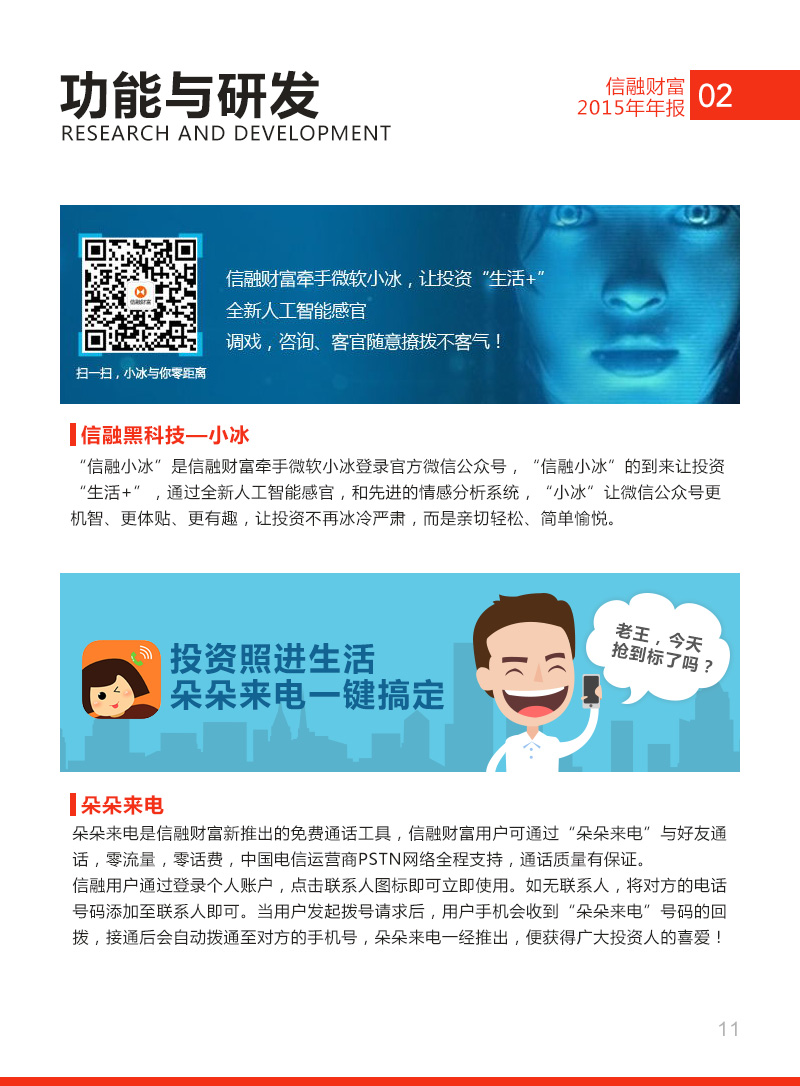 功能与研发
RESEARCH AND DEVELOPMENT
信融财富
2015年年报
02
信融财富
扫一扫，小冰与你零距离
信融财富牵手微软小冰，让投资“生活+”
全新人工智能感官
调戏，咨询、客官随意撩拨不客气！
信融黑科技—小冰
“信融小冰”是信融财富牵手微软小冰登录官方微信公众号，“信融小冰”的到来让投资
“生活+”，通过全新人工智能感官，和先进的情感分析系统，“小冰”让微信公众号更
机智、更体贴、更有趣，让投资不再冰冷严肃，而是亲切轻松、简单愉悦。
投资照进生活
朵朵来电一键搞定
老王，今天
抢到标了吗？
朵朵来电
朵朵来电是信融财富新推出的免费通话工具，信融财富用户可通过“朵朵来电”与好友通
话，零流量，零话费，中国电信运营商PSTN网络全程支持，通话质量有保证。
信融用户通过登录个人账户，点击联系人图标即可立即使用。如无联系人，将对方的电话
号码添加至联系人即可。当用户发起拨号请求后，用户手机会收到“朵朵来电”号码的回
拨，接通后会自动拨通至对方的手机号，朵朵来电一经推出，便获得广大投资人的喜爱！
11